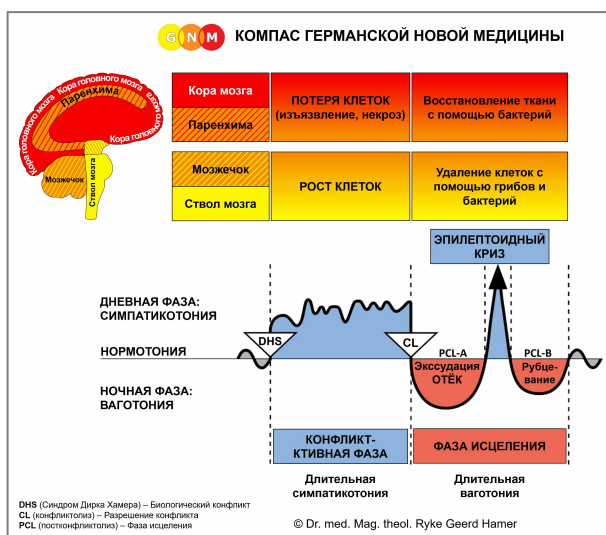 GNM КОМПАС ГЕРМАНСКОЙ НОВОЙ МЕДИЦИНЫ
Кора головного мозга Кора головного мозга
Паренхима
Кора головного
Кора головного мозга
Мозжечок
Ствол мозга
Кора мозга
Паренхима
ПОТЕРЯ КЛЕТОК
(изъязвление, некроз)
Восстановление ткани
с помощью бактерий
Мозжечок
Ствол мозга
РОСТ КЛЕТОК
Удаление клеток с
помощью грибов и
бактерий
ЭПИЛЕПТОИДНЫЙ
КРИЗ
ДНЕВНАЯ ФАЗА:
СИМПАТИКОТОНИЯ
DHS
CL
НОРМОТОНИЯ
PCL-A
Экссудация
ОТЁК
PCL-B
Рубце-
вание
НОЧНАЯ ФАЗА:
ВАГОТОНИЯ
КОНФЛИКТ-
КТИВНАЯ ФАЗА
ФАЗА ИСЦЕЛЕНИЯ
Длительная
симпатикотония
Длительная
ваготония
DHS (Синдром Дирка Хамера) – Биологический конфликт
CL (конфликтолиз) – Разрешение конфликта
PCL (постконфликтолиз) – Фаза исцеления
© Dr. med. Mag. theol. Ryke Geerd Hamer